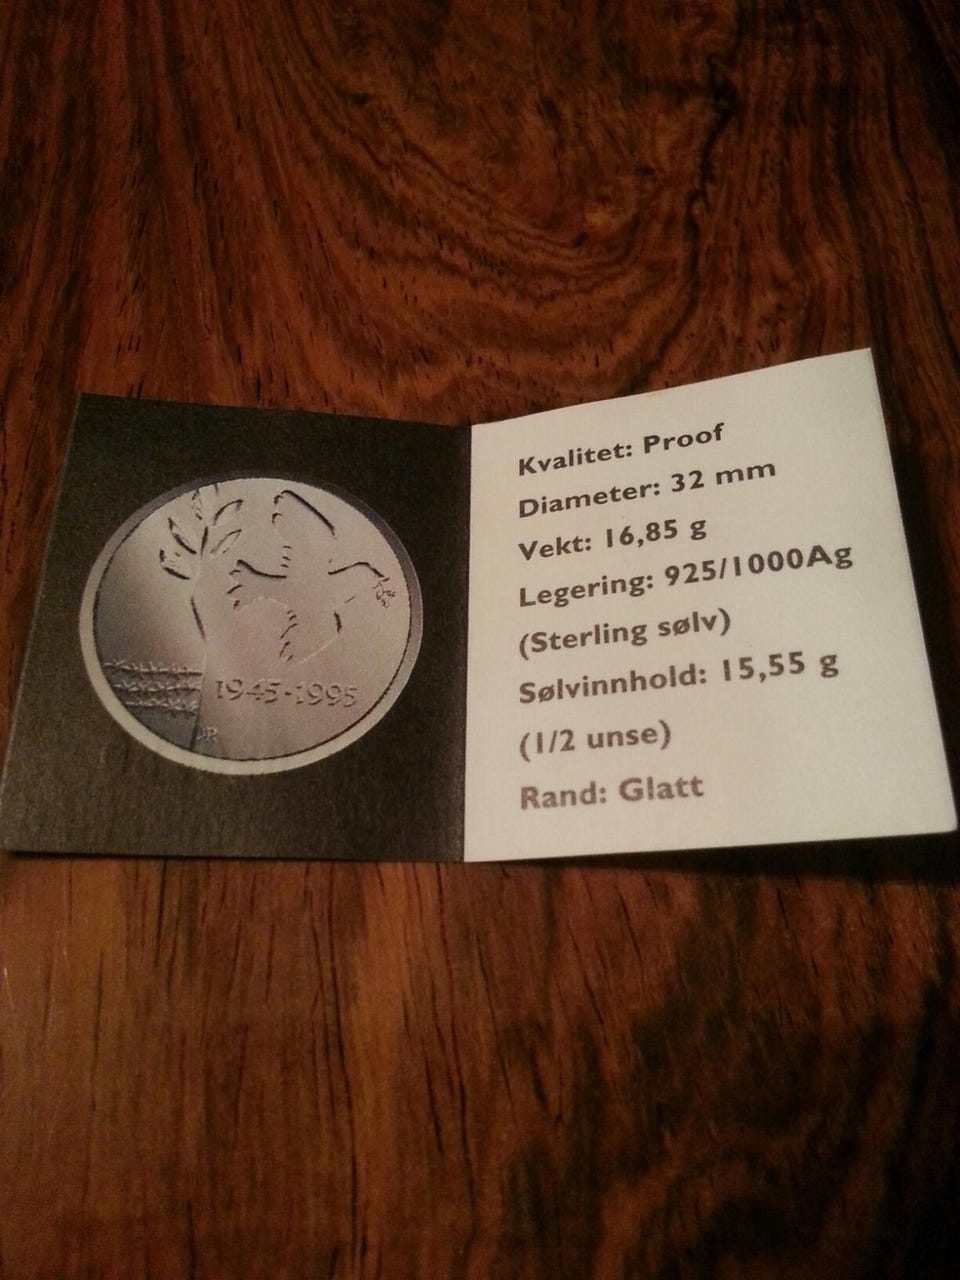 1945-1995
JR
Kvalitet: Proof
Diameter: 32 mm
Vekt: 16,85 g
Legering: 925/1000Ag
(Sterling sølv)
Sølvinnhold: 15,55 g
(1/2 unse)
Rand: Glatt